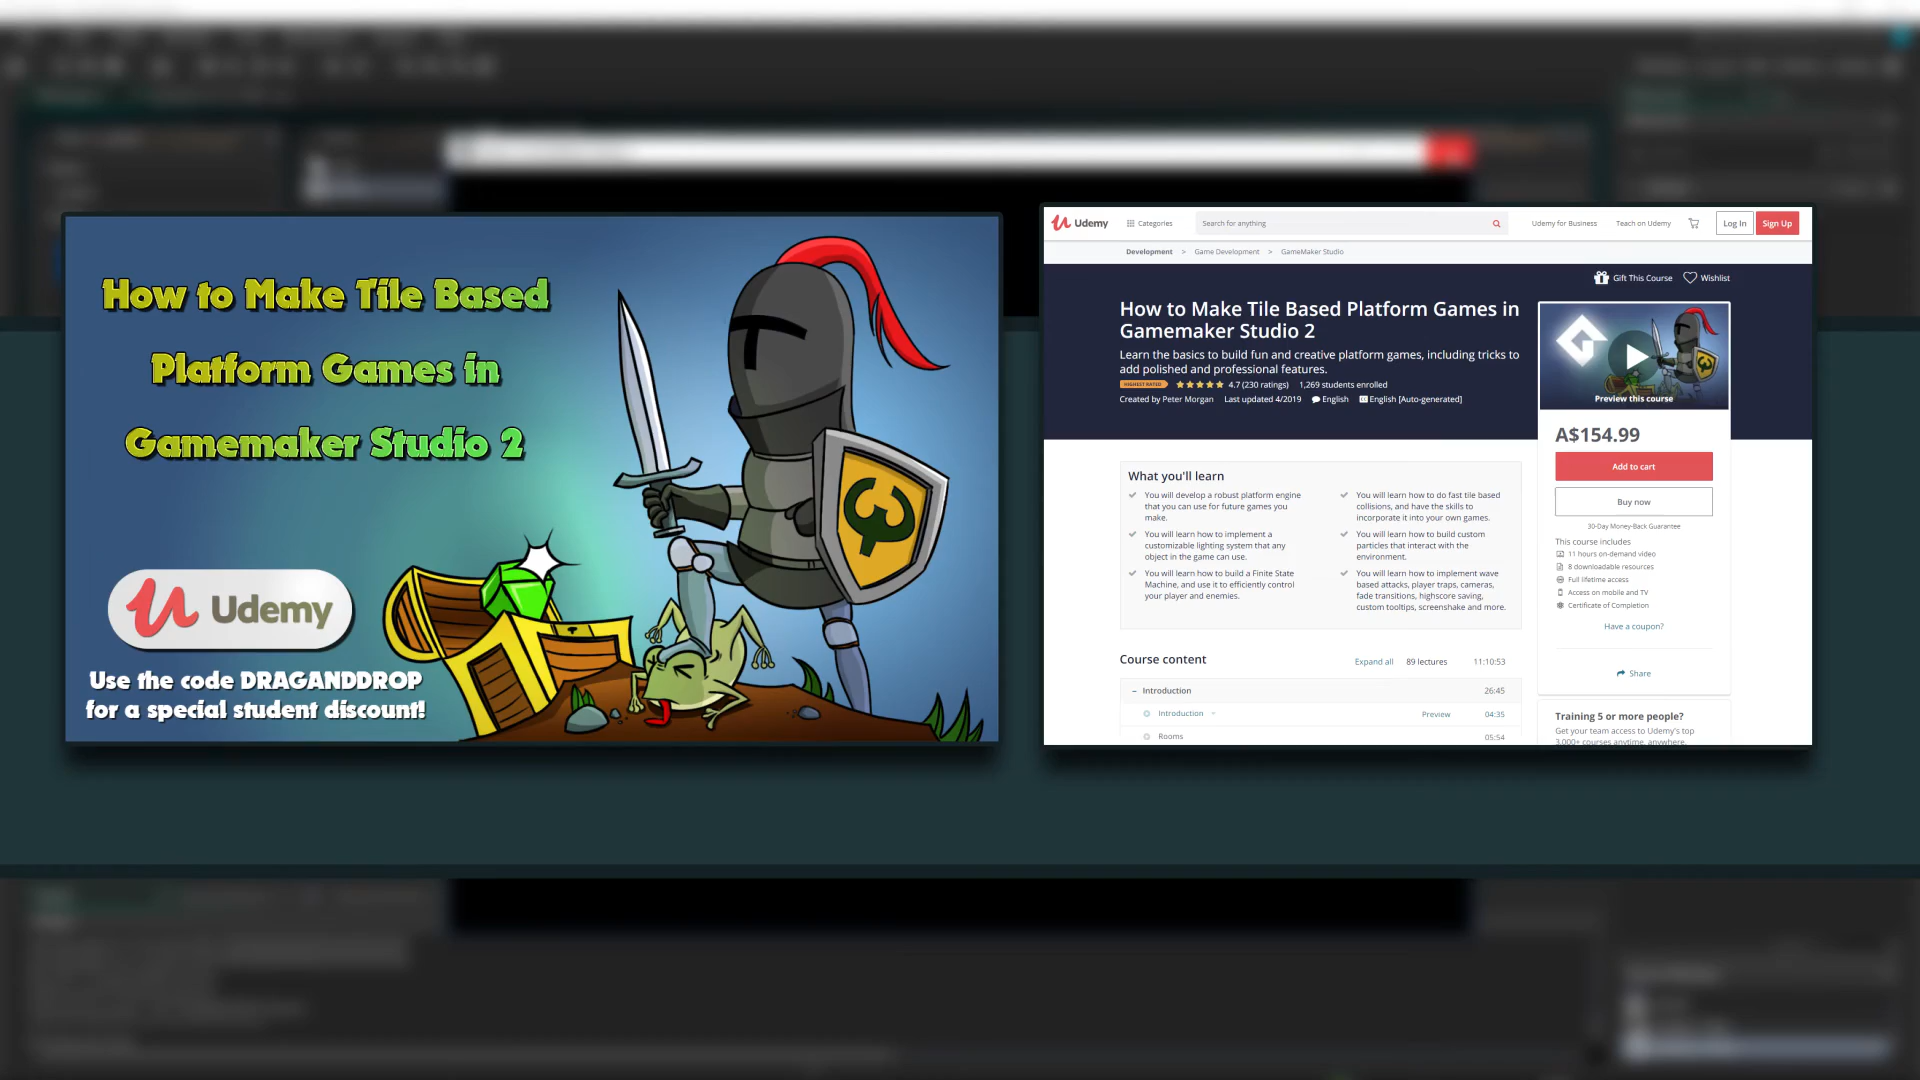 How to Make Tile Based
Platform Games in
Gamemaker Studio 2
Udemy
Use the code DRAGANDDROP
for a special student discount!
Udemy
Categories
Search for anything
Udemy for Business
Teach on Udemy
Log In
Sign Up
Development > Game Development > GameMaker Studio
Gift This Course
Wishlist
How to Make Tile Based Platform Games in
Gamemaker Studio 2
Learn the basics to build fun and creative platform games, including tricks to
add polished and professional features.
HIGHEST RATED 4.7 (230 ratings) 1,269 students enrolled
Created by Peter Morgan Last updated 4/2019 English English [Auto-generated]
Preview this course
A$154.99
Add to cart
Buy now
30-Day Money-Back Guarantee
This course includes
11 hours on-demand video
8 downloadable resources
Full lifetime access
Access on mobile and TV
Certificate of Completion
Have a coupon?
Share
What you'll learn
You will develop a robust platform engine
that you can use for future games you
make.
You will learn how to implement a
customizable lighting system that any
object in the game can use.
You will learn how to build a Finite State
Machine, and use it to efficiently control
your player and enemies.
You will learn how to do fast tile based
collisions, and have the skills to
incorporate it into your own games.
You will learn how to build custom
particles that interact with the
environment.
You will learn how to implement wave
based attacks, player traps, cameras,
fade transitions, highscore saving,
custom tooltips, screenshake and more.
Course content
Expand all 89 lectures 11:10:53
– Introduction 26:45
Introduction Preview 04:35
Rooms 05:54
Training 5 or more people?
Get your team access to Udemy's top
3,000+ courses anytime, anywhere.